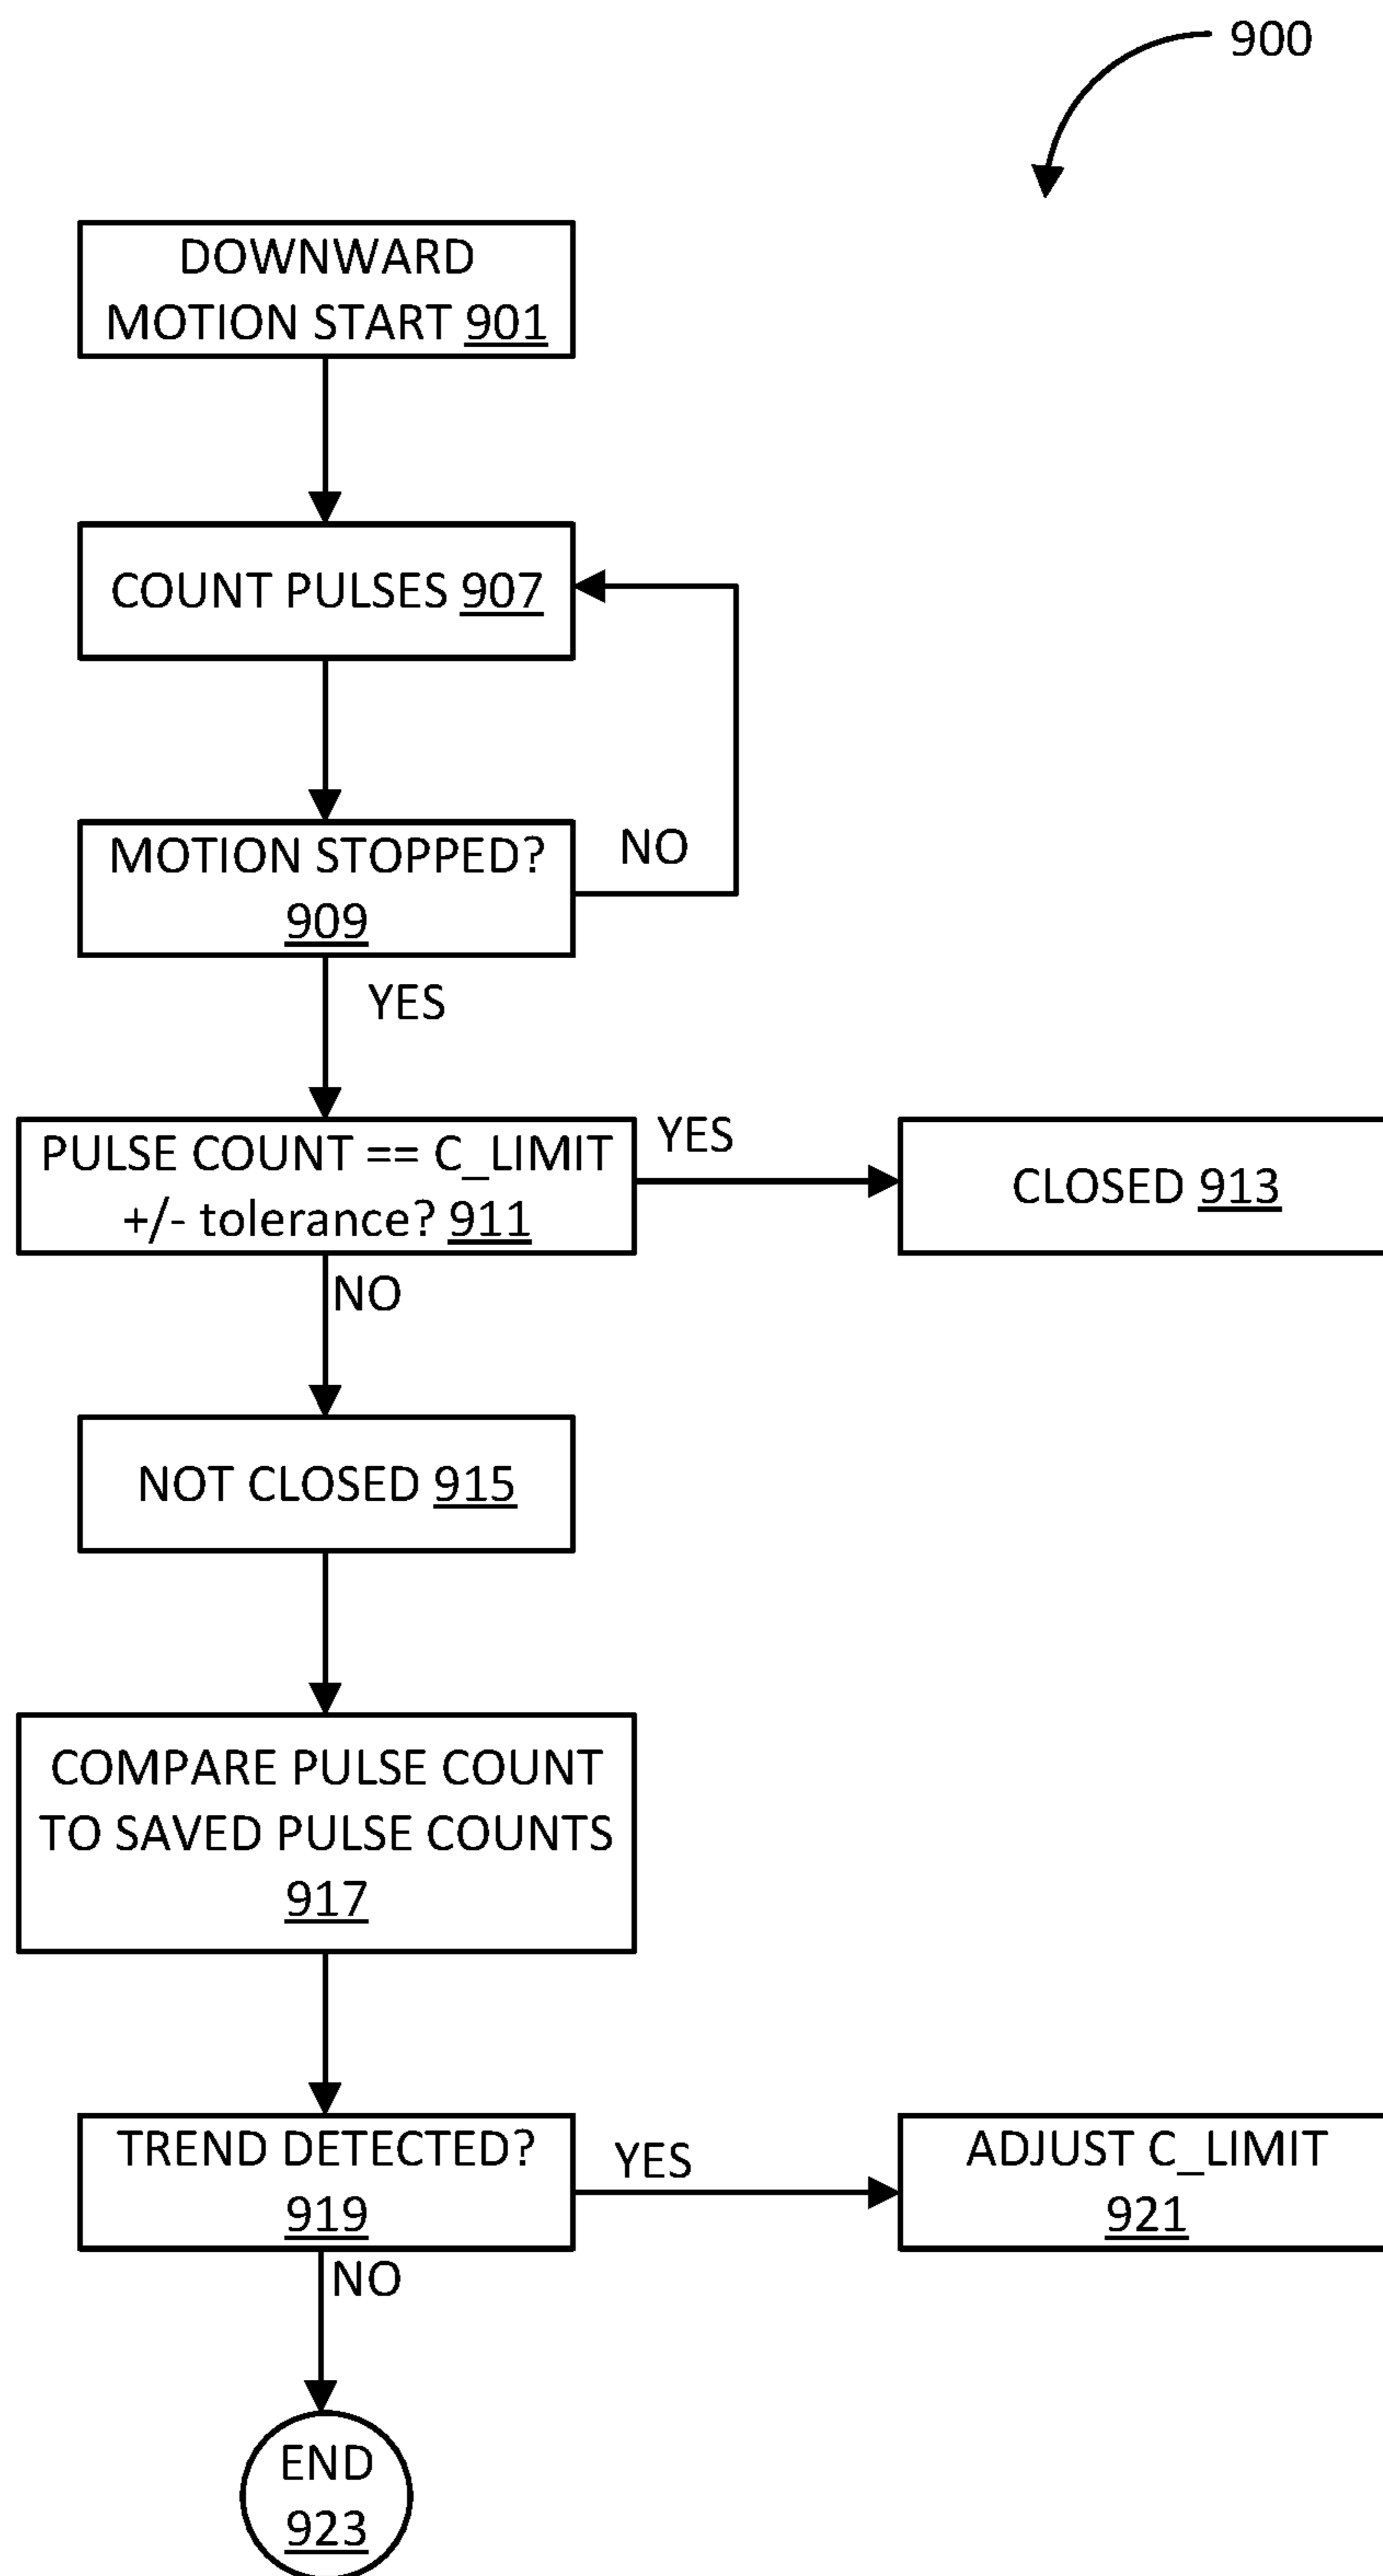 900
DOWNWARD
MOTION START 901
COUNT PULSES 907
MOTION STOPPED?
909
NO
YES
PULSE COUNT == C_LIMIT
+/- tolerance? 911
YES
CLOSED 913
NO
NOT CLOSED 915
COMPARE PULSE COUNT
TO SAVED PULSE COUNTS
917
TREND DETECTED?
919
YES
ADJUST C_LIMIT
921
NO
END
923